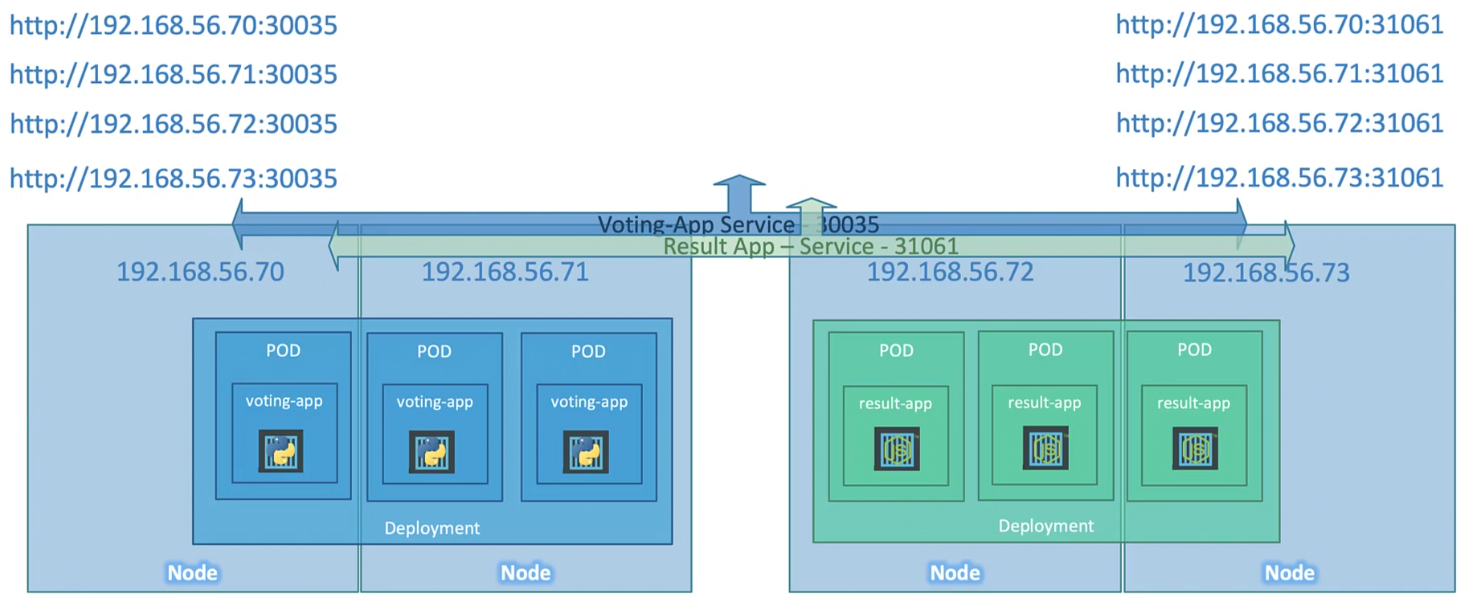 http://192.168.56.70:30035
http://192.168.56.71:30035
http://192.168.56.72:30035
http://192.168.56.73:30035
http://192.168.56.70:31061
http://192.168.56.71:31061
http://192.168.56.72:31061
http://192.168.56.73:31061
Voting-App Service - 30035
Result App – Service - 31061
192.168.56.70
192.168.56.71
192.168.56.72
192.168.56.73
POD
voting-app
POD
voting-app
POD
voting-app
Deployment
POD
result-app
JS
POD
result-app
JS
POD
result-app
JS
Deployment
Node
Node
Node
Node